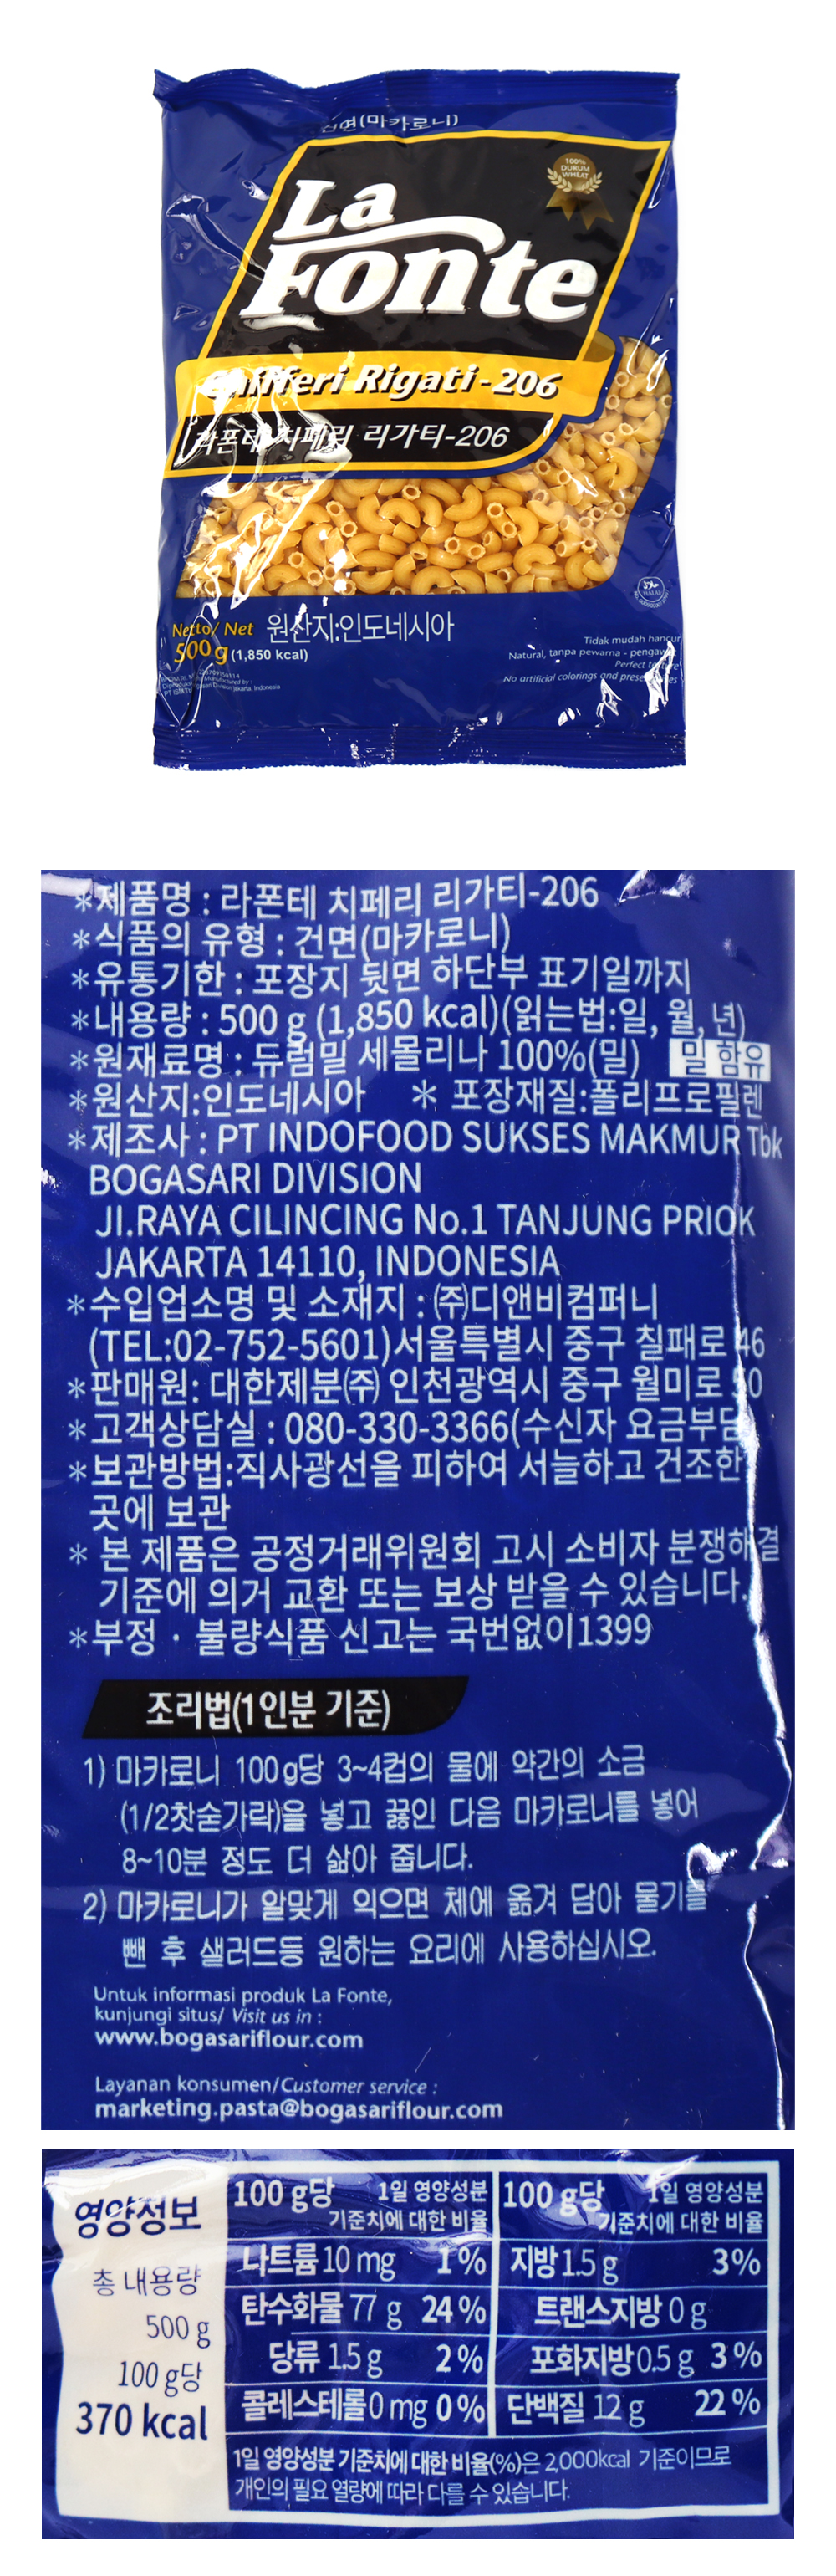 건면(마카로니)
100%
DURUM
WHEAT
La
Fonte
Chifferi Rigati-206
라폰테 치페리 리가티-206
HALAL
Netto/ Net 원산지:인도네시아
500 g (1,850 kcal)
Tidak mudah hancur
Natural, tanpa pewarna - pengawet
Perfect texture
No artificial colorings and preservatives
Jakarta, Indonesia
*제품명 : 라폰테 치페리 리가티-206
*식품의 유형 : 건면(마카로니)
*유통기한 : 포장지 뒷면 하단부 표기일까지
*내용량 : 500 g (1,850 kcal)(읽는법:일, 월, 년)
*원재료명 : 듀럼밀 세몰리나 100%(밀) 밀 함유
*원산지:인도네시아 * 포장재질:폴리프로필렌
*제조사 : PT INDOFOOD SUKSES MAKMUR Tbk
BOGASARI DIVISION
JI.RAYA CILINCING No.1 TANJUNG PRIOK
JAKARTA 14110, INDONESIA
*수입업소명 및 소재지 : ㈜디앤비컴퍼니
(TEL:02-752-5601)서울특별시 중구 칠패로 46
*판매원: 대한제분㈜ 인천광역시 중구 월미로 50
*고객상담실 : 080-330-3366(수신자 요금부담
*보관방법:직사광선을 피하여 서늘하고 건조한
곳에 보관
* 본 제품은 공정거래위원회 고시 소비자 분쟁해결
기준에 의거 교환 또는 보상 받을 수 있습니다.
*부정 · 불량식품 신고는 국번없이1399
조리법(1인분 기준)
1) 마카로니 100g당 3~4컵의 물에 약간의 소금
(1/2찻숟가락)을 넣고 끓인 다음 마카로니를 넣어
8~10분 정도 더 삶아 줍니다.
2) 마카로니가 알맞게 익으면 체에 옮겨 담아 물기를
뺀 후 샐러드등 원하는 요리에 사용하십시오.
Untuk informasi produk La Fonte,
kunjungi situs/ Visit us in :
www.bogasariflour.com
Layanan konsumen/Customer service :
marketing.pasta@bogasariflour.com
영양정보
총 내용량
500 g
100 g당
370 kcal
100 g당 1일 영양성분
기준치에 대한 비율
나트륨 10 mg 1%
탄수화물 77 g 24%
당류 1.5 g 2%
콜레스테롤 0 mg 0%
100 g당 1일 영양성분
기준치에 대한 비율
지방 1.5 g 3%
트랜스지방 0 g
포화지방 0.5 g 3%
단백질 12 g 22%
1일 영양성분 기준치에 대한 비율(%)은 2,000kcal 기준이므로
개인의 필요 열량에 따라 다를 수 있습니다.